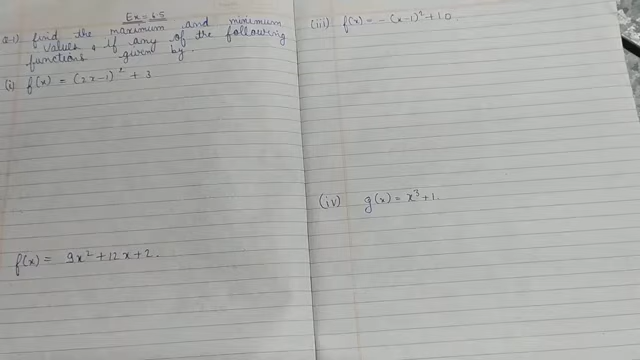 Ex = 6.5
Q-1) find the maximum and minimum
values, if any of the following
functions given by.
(i) f(x) = (2x-1)² + 3
f(x) = 9x² + 12x + 2.
(iii) f(x) = - (x-1)² + 10.
(iv) g(x) = x³ + 1.